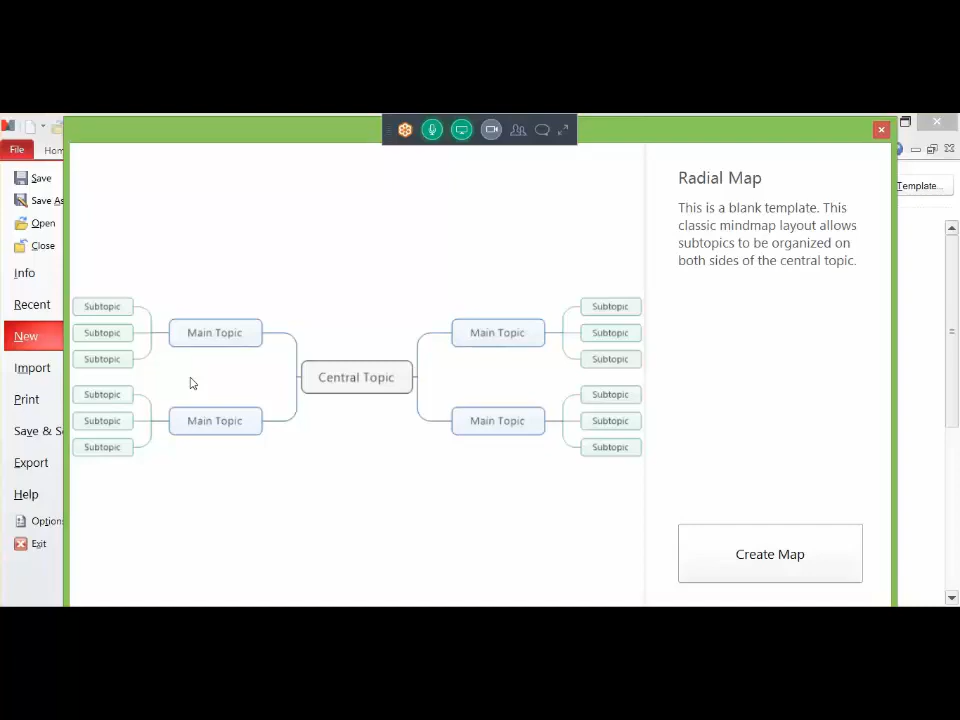 File
Hom
Template...
Save
Save As
Open
Close
Info
Recent
New
Import
Print
Save & Se
Export
Help
Option
Exit
Radial Map
This is a blank template. This
classic mindmap layout allows
subtopics to be organized on
both sides of the central topic.
Subtopic
Subtopic
Subtopic
Main Topic
Subtopic
Subtopic
Subtopic
Main Topic
Central Topic
Main Topic
Subtopic
Subtopic
Subtopic
Main Topic
Subtopic
Subtopic
Subtopic
Create Map